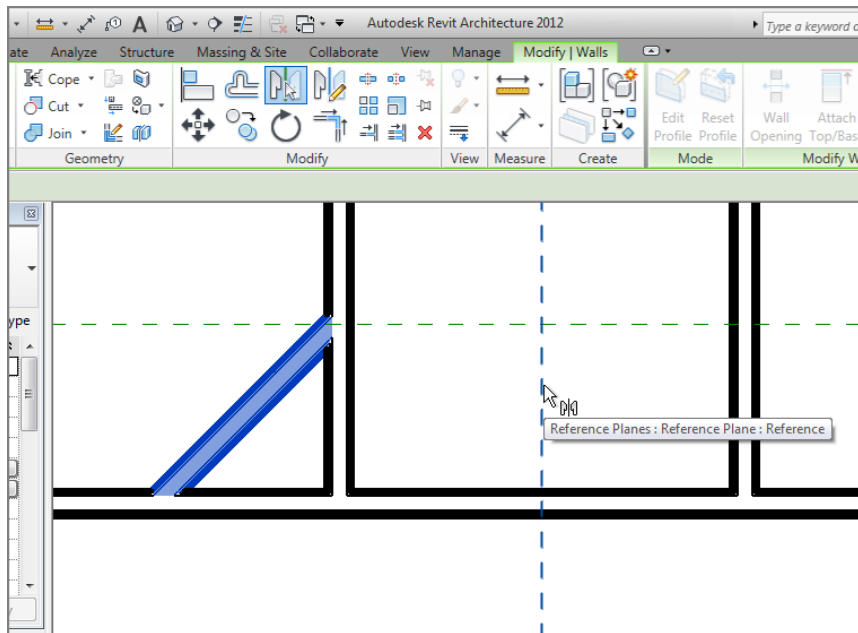 A Autodesk Revit Architecture 2012 Type a keyword o
ate Analyze Structure Massing & Site Collaborate View Manage Modify | Walls
Cope
Cut
Join
Edit Profile
Reset Profile
Wall Opening
Attach Top/Bas
Geometry Modify View Measure Create Mode Modify W
ype
Reference Planes : Reference Plane : Reference